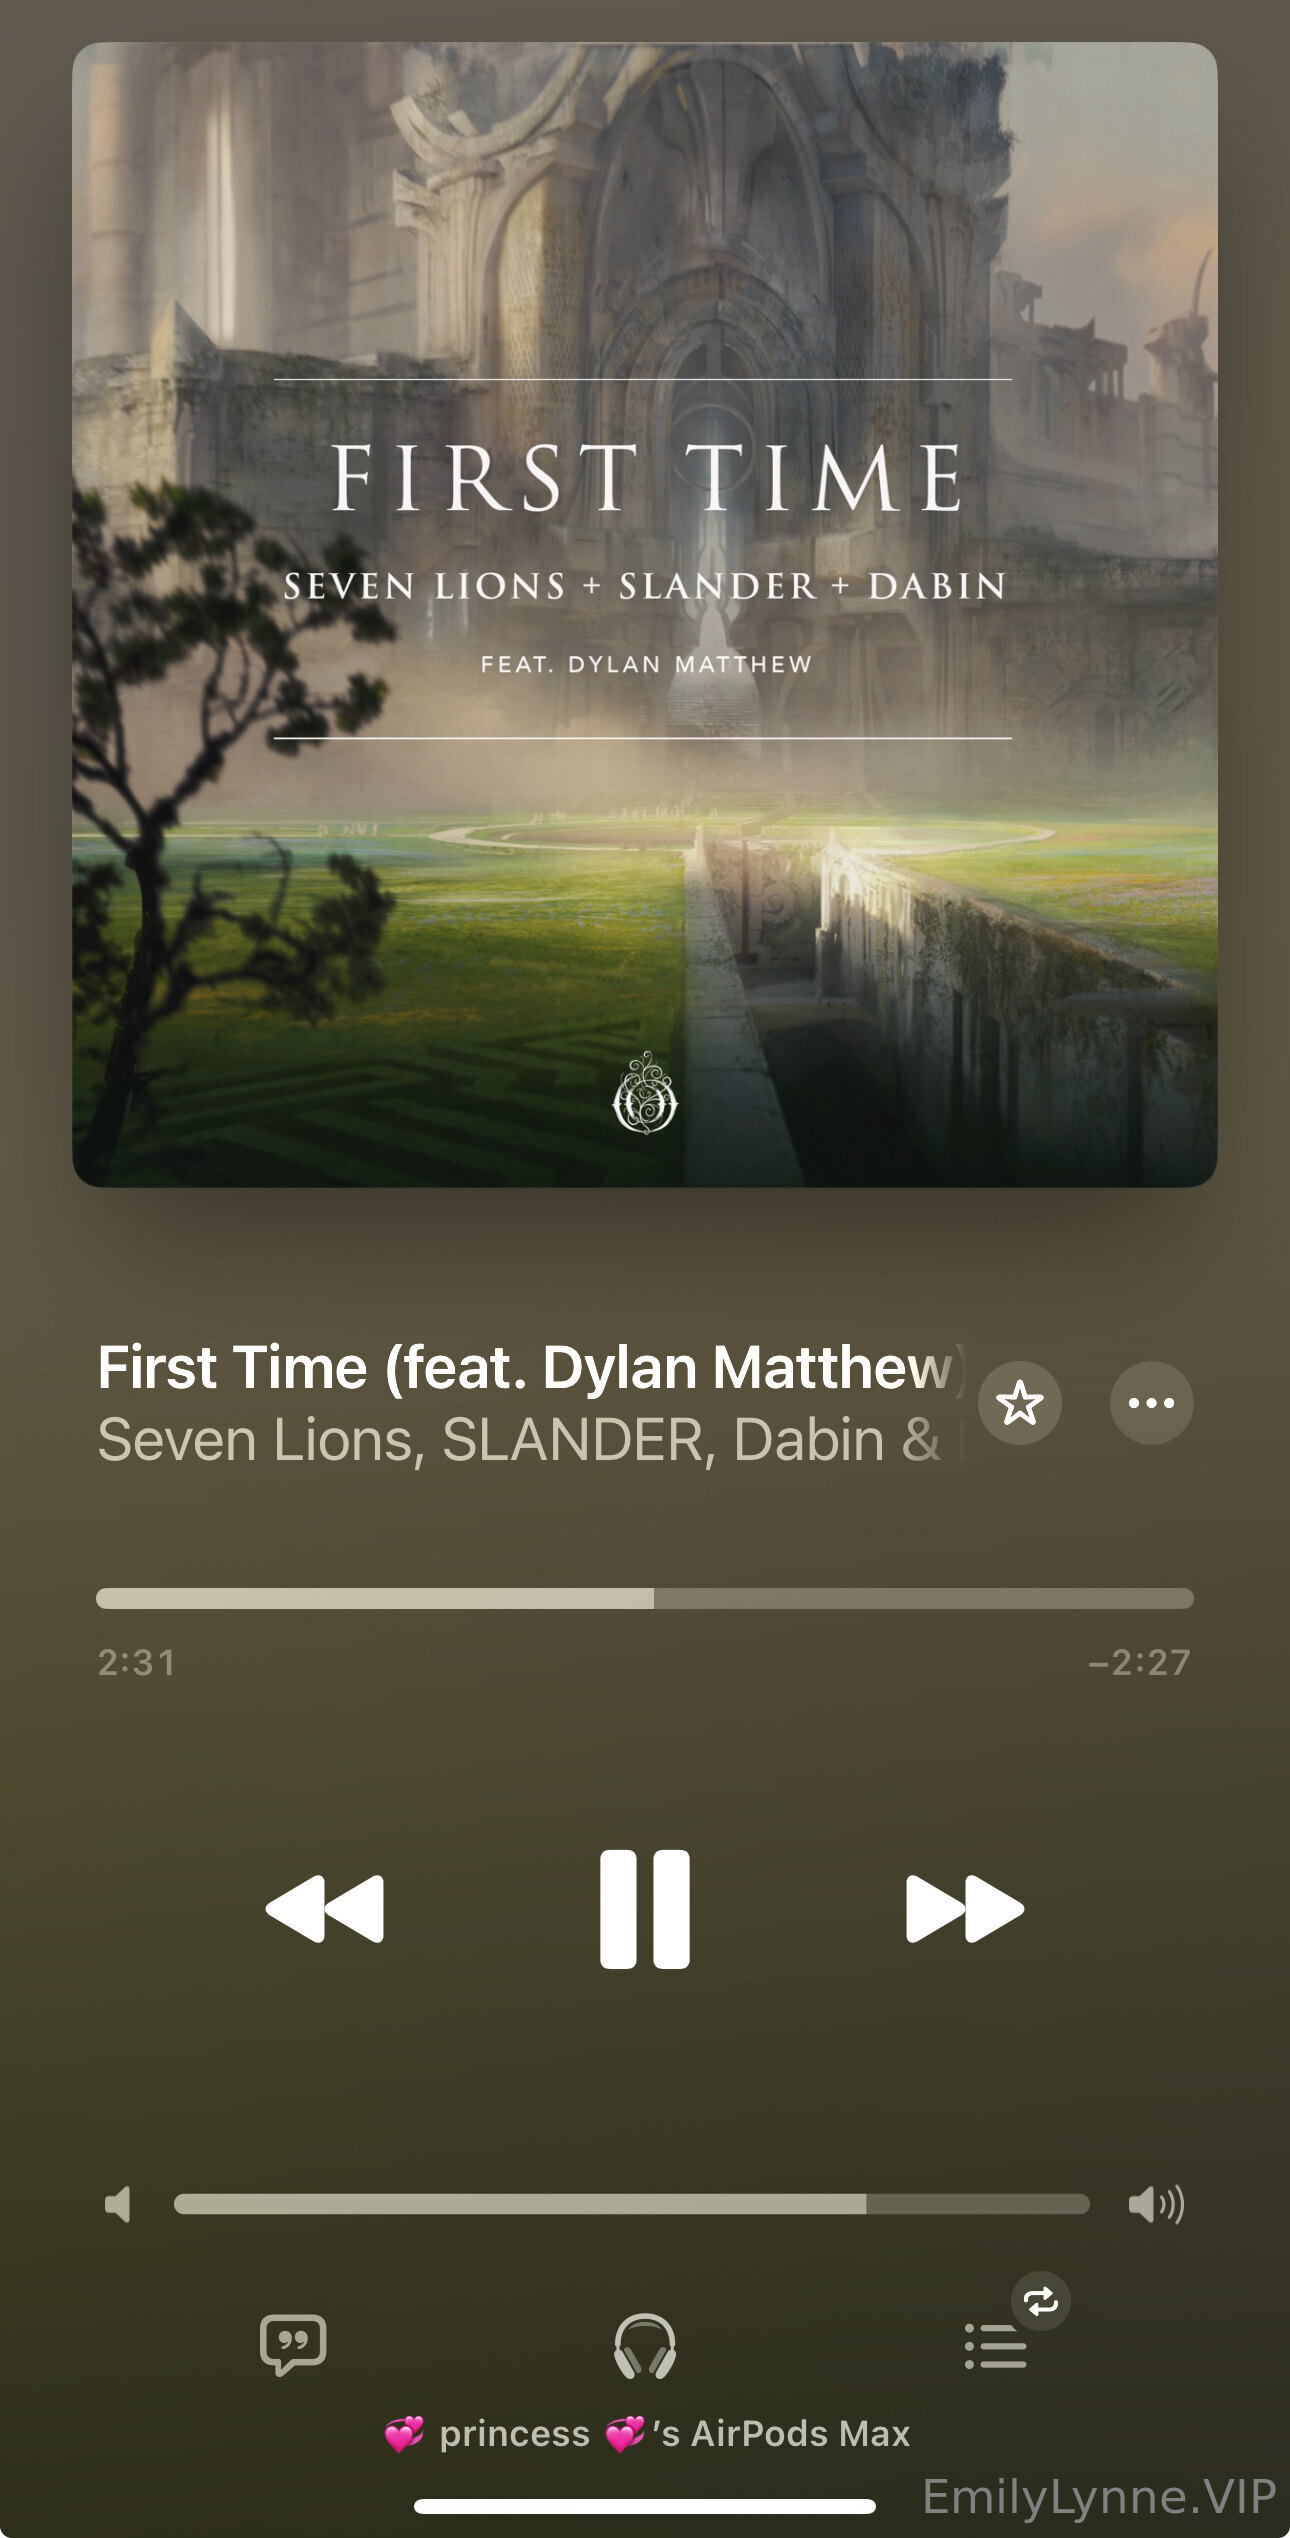 FIRST TIME
SEVEN LIONS + SLANDER + DABIN
FEAT. DYLAN MATTHEW
First Time (feat. Dylan Matthew)
Seven Lions, SLANDER, Dabin &
2:31
–2:27
💞 princess 💞's AirPods Max
EmilyLynne.VIP